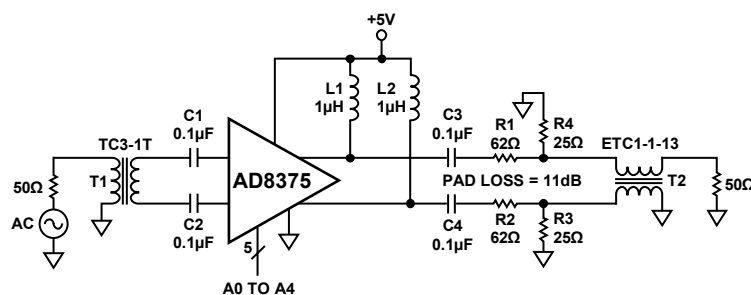 +5V
L1
1µH
L2
1µH
C3
0.1µF
R1
62Ω
R4
25Ω
ETC1-1-13
TC3-1T
C1
0.1µF
50Ω
T1
AD8375
PAD LOSS = 11dB
T2
50Ω
AC
C2
0.1µF
C4
0.1µF
R2
62Ω
R3
25Ω
5
A0 TO A4